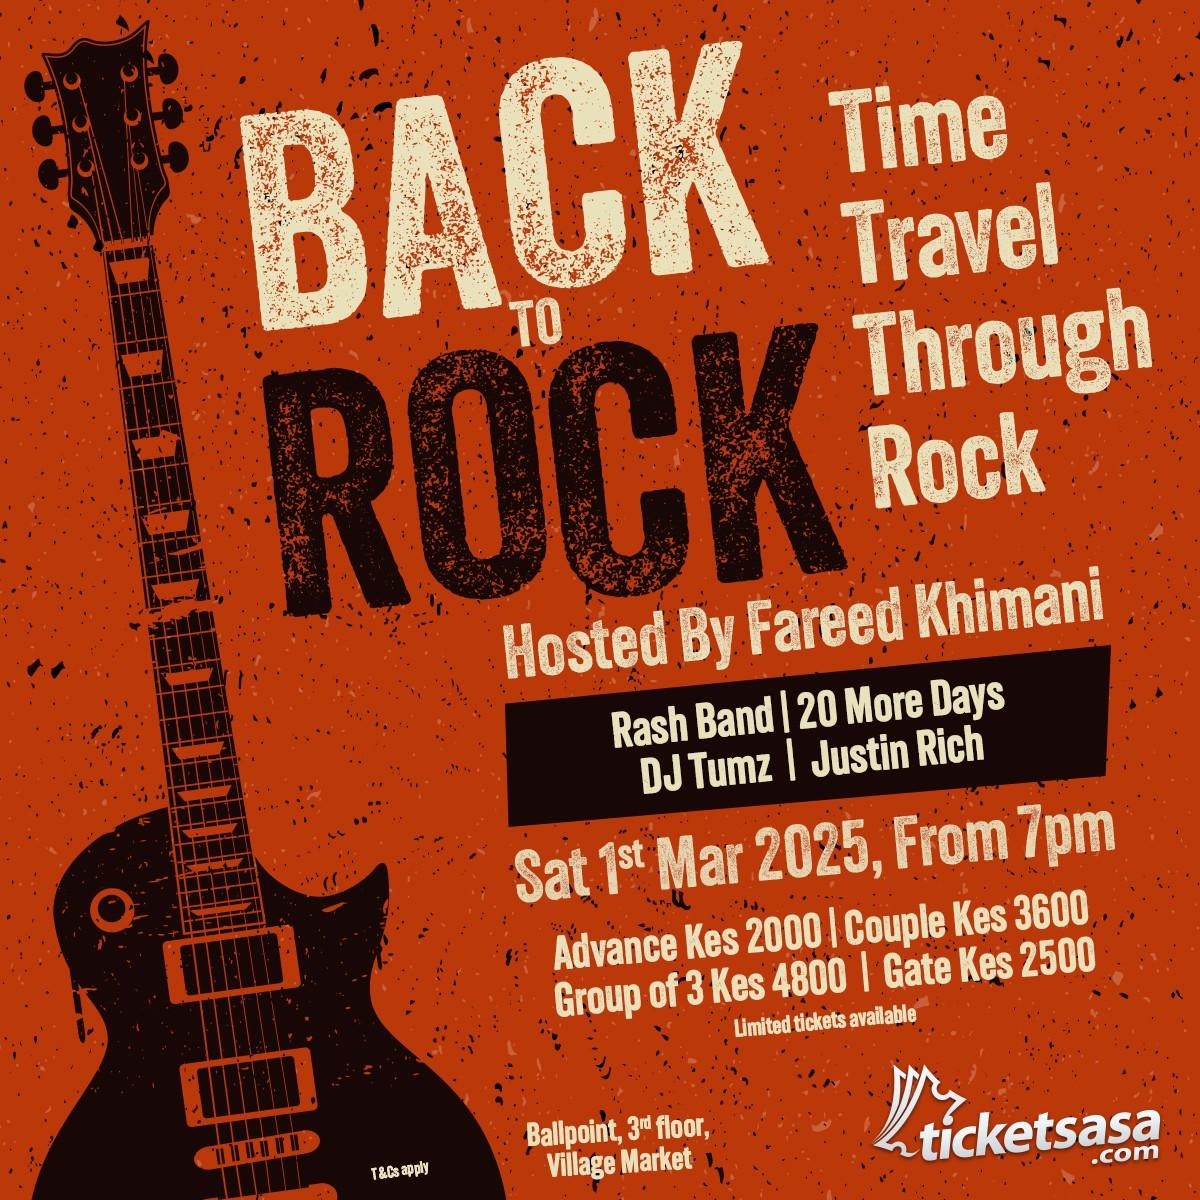 BACK
TO
ROCK
Time
Travel
Through
Rock
Hosted By Fareed Khimani
Rash Band | 20 More Days
DJ Tumz | Justin Rich
Sat 1st Mar 2025, From 7pm
Advance Kes 2000 | Couple Kes 3600
Group of 3 Kes 4800 | Gate Kes 2500
Limited tickets available
Ballpoint, 3rd floor,
Village Market
T&Cs apply
ticketsasa
.com